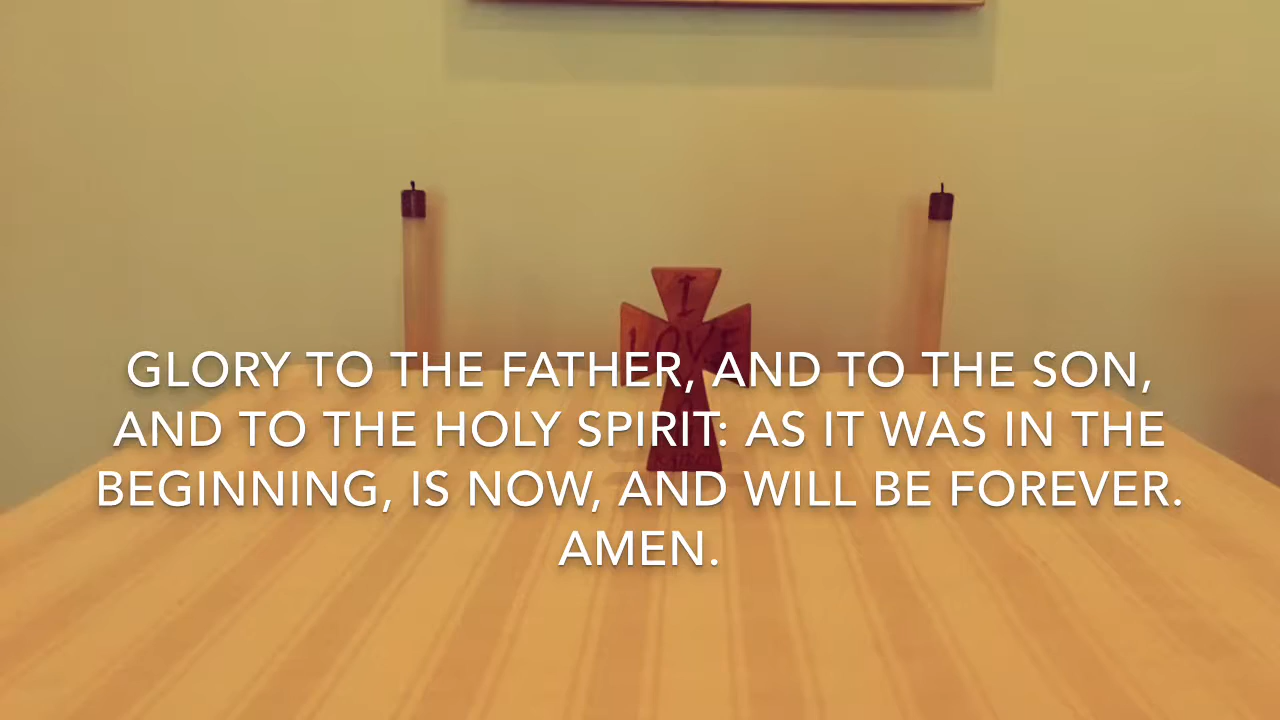 I
LOVE
GLORY TO THE FATHER, AND TO THE SON,
AND TO THE HOLY SPIRIT: AS IT WAS IN THE
BEGINNING, IS NOW, AND WILL BE FOREVER.
AMEN.